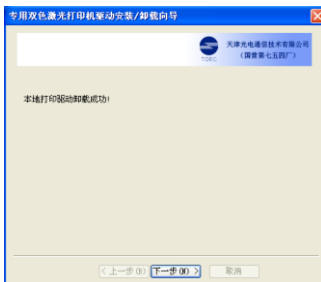 专用双色激光打印机驱动安装/卸载向导
天津光电通信技术有限公司
(国营第七五四厂)
TOEC
本地打印驱动卸载成功!
<上一步(B) 下一步(N)> 取消